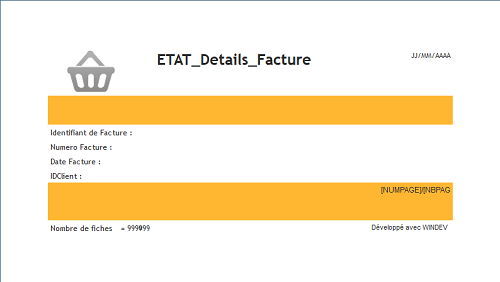 ETAT_Details_Facture
JJ/MM/AAAA
Identifiant de Facture :
Numero Facture :
Date Facture :
IDClient :
[NUMPAGE]/[NBPAG
Nombre de fiches = 999099
Développé avec WINDEV